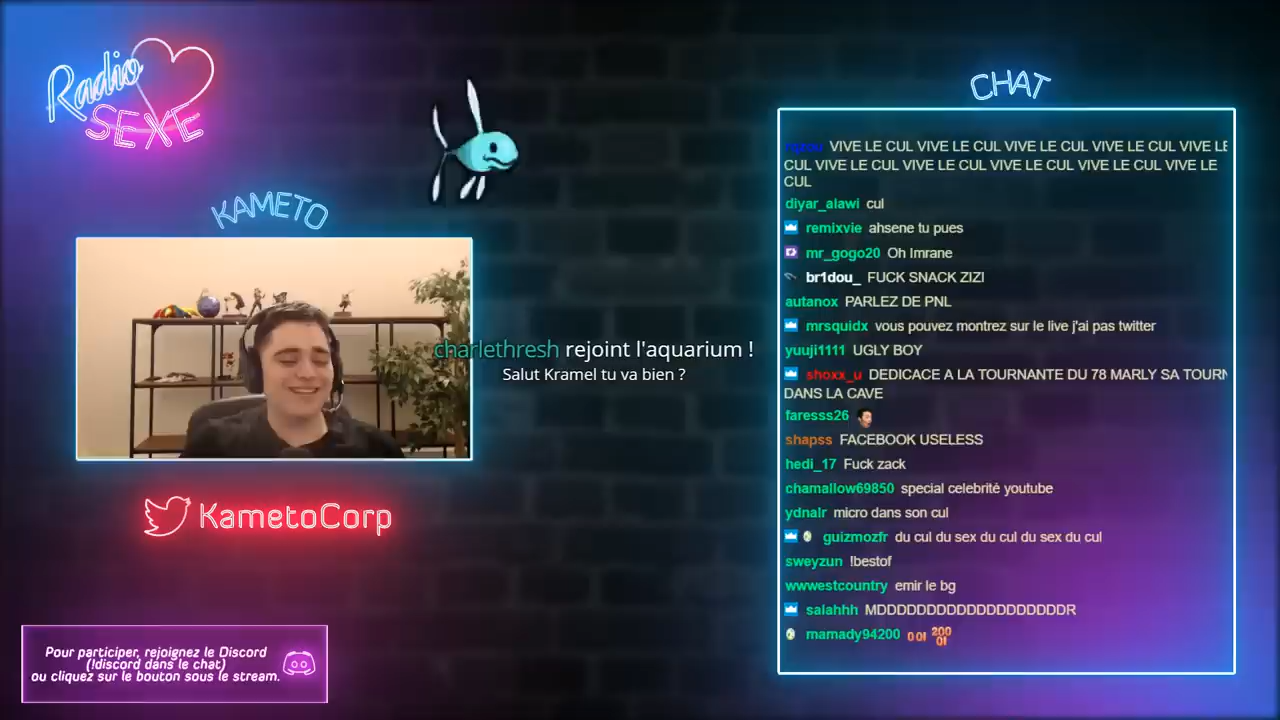 Radio
SEXE
KAMETO
charlethresh rejoint l'aquarium !
Salut Kramel tu va bien ?
KametoCorp
Pour participer, rejoignez le Discord
(!discord dans le chat)
ou cliquez sur le bouton sous le stream.
CHAT
VIVE LE CUL VIVE LE CUL VIVE LE CUL VIVE LE CUL VIVE LE
CUL VIVE LE CUL VIVE LE CUL VIVE LE CUL VIVE LE CUL VIVE LE
CUL
diyar_alawi cul
remixvie ahsene tu pues
mr_gogo20 Oh Imrane
br1dou_ FUCK SNACK ZIZI
autanox PARLEZ DE PNL
mrsquidx vous pouvez montrez sur le live j'ai pas twitter
yuuji1111 UGLY BOY
shoxx_u DEDICACE A LA TOURNANTE DU 78 MARLY SA TOURN
DANS LA CAVE
faresss26
shapss FACEBOOK USELESS
hedi_17 Fuck zack
chamallow69850 special celebrité youtube
ydnalr micro dans son cul
guizmozfr du cul du sex du cul du sex du cul
sweyzun !bestof
wwwestcountry emir le bg
salahhh MDDDDDDDDDDDDDDDDDDDDR
mamady94200